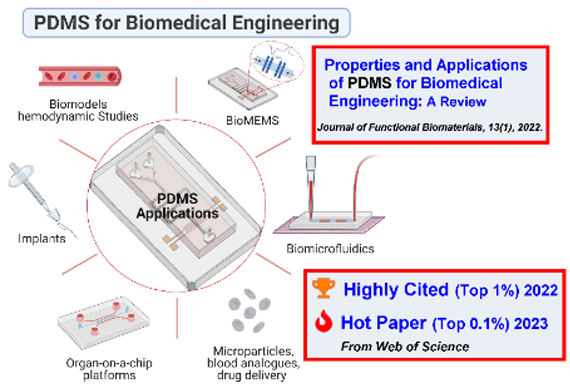 PDMS for Biomedical Engineering
Biomodels
hemodynamic Studies
BioMEMS
Properties and Applications
of PDMS for Biomedical
Engineering: A Review
Journal of Functional Biomaterials, 13(1), 2022.
PDMS
Applications
Implants
Biomicrofluidics
Organ-on-a-chip
platforms
Microparticles,
blood analogues,
drug delivery
Highly Cited (Top 1%) 2022
Hot Paper (Top 0.1%) 2023
From Web of Science